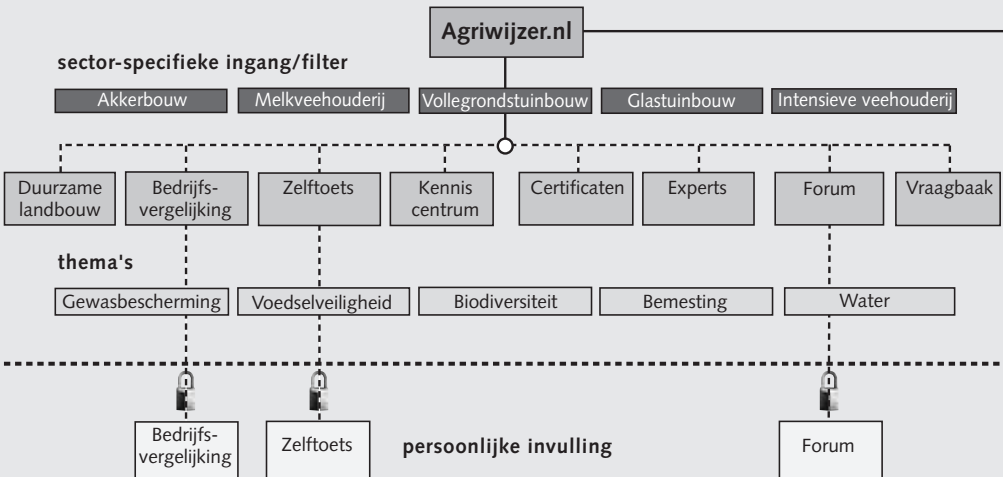 Agriwijzer.nl
sector-specifieke ingang/filter
Akkerbouw
Melkveehouderij
Vollegrondstuinbouw
Glastuinbouw
Intensieve veehouderij
Duurzame
landbouw
Bedrijfs-
vergelijking
Zelftoets
Kennis
centrum
Certificaten
Experts
Forum
Vraagbaak
thema's
Gewasbescherming
Voedselveiligheid
Biodiversiteit
Bemesting
Water
Bedrijfs-
vergelijking
Zelftoets
persoonlijke invulling
Forum